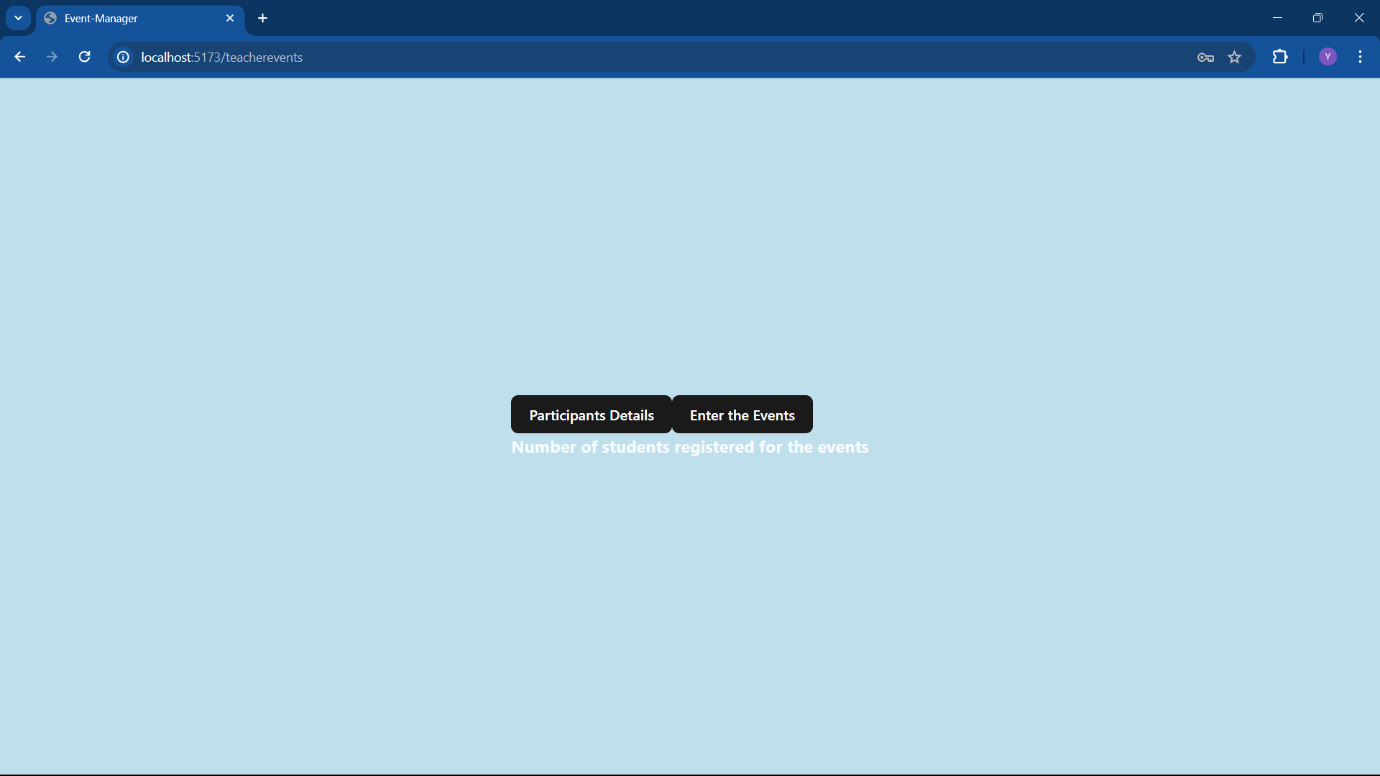 Event-Manager
localhost:5173/teacherevents
Y
Participants Details Enter the Events
Number of students registered for the events